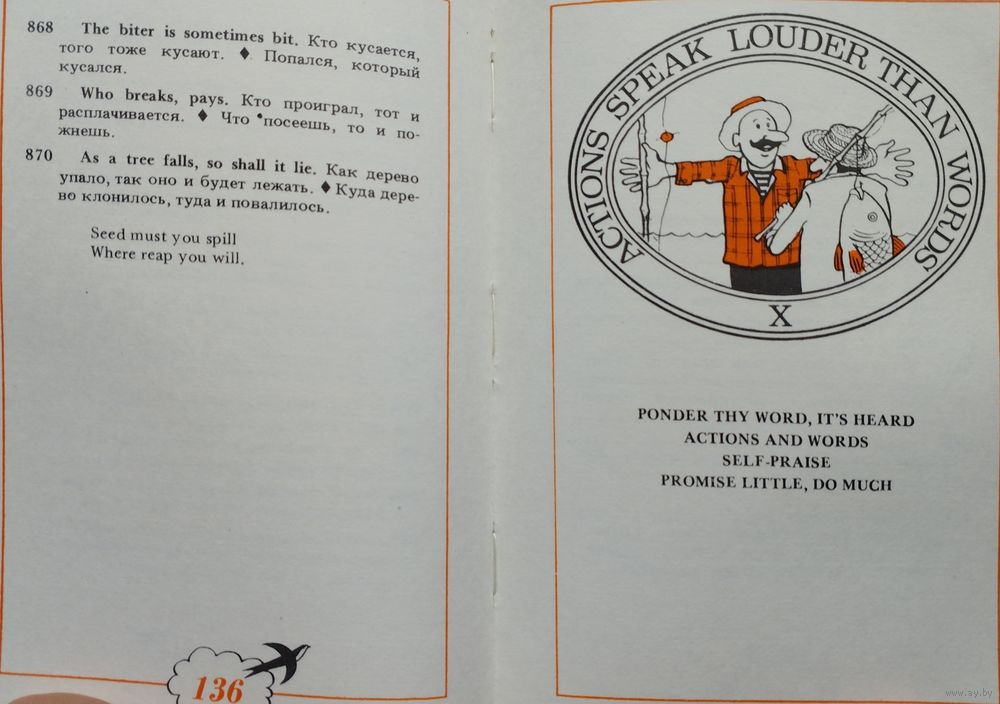 868 The biter is sometimes bit. Кто кусается,
того тоже кусают. ♦ Попался, который
кусался.
869 Who breaks, pays. Кто проиграл, тот и
расплачивается. ♦ Что посеешь, то и по-
жнешь.
870 As a tree falls, so shall it lie. Как дерево
упало, так оно и будет лежать. ♦ Куда дере-
во клонилось, туда и повалилось.
Seed must you spill
Where reap you will.
136
ACTIONS SPEAK LOUDER THAN WORDS
X
PONDER THY WORD, IT'S HEARD
ACTIONS AND WORDS
SELF-PRAISE
PROMISE LITTLE, DO MUCH
www.ay.by